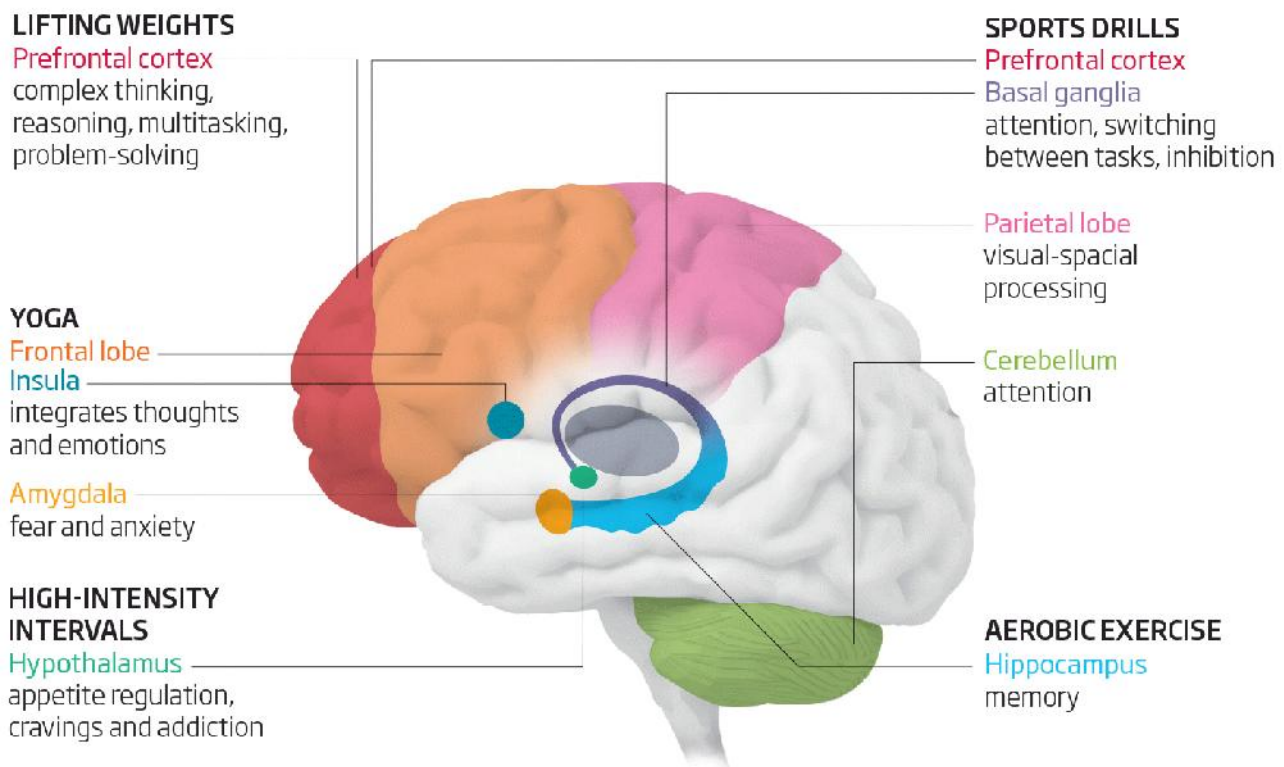 LIFTING WEIGHTS
Prefrontal cortex
complex thinking,
reasoning, multitasking,
problem-solving
YOGA
Frontal lobe
Insula
integrates thoughts
and emotions
Amygdala
fear and anxiety
HIGH-INTENSITY
INTERVALS
Hypothalamus
appetite regulation,
cravings and addiction
SPORTS DRILLS
Prefrontal cortex
Basal ganglia
attention, switching
between tasks, inhibition
Parietal lobe
visual-spacial
processing
Cerebellum
attention
AEROBIC EXERCISE
Hippocampus
memory